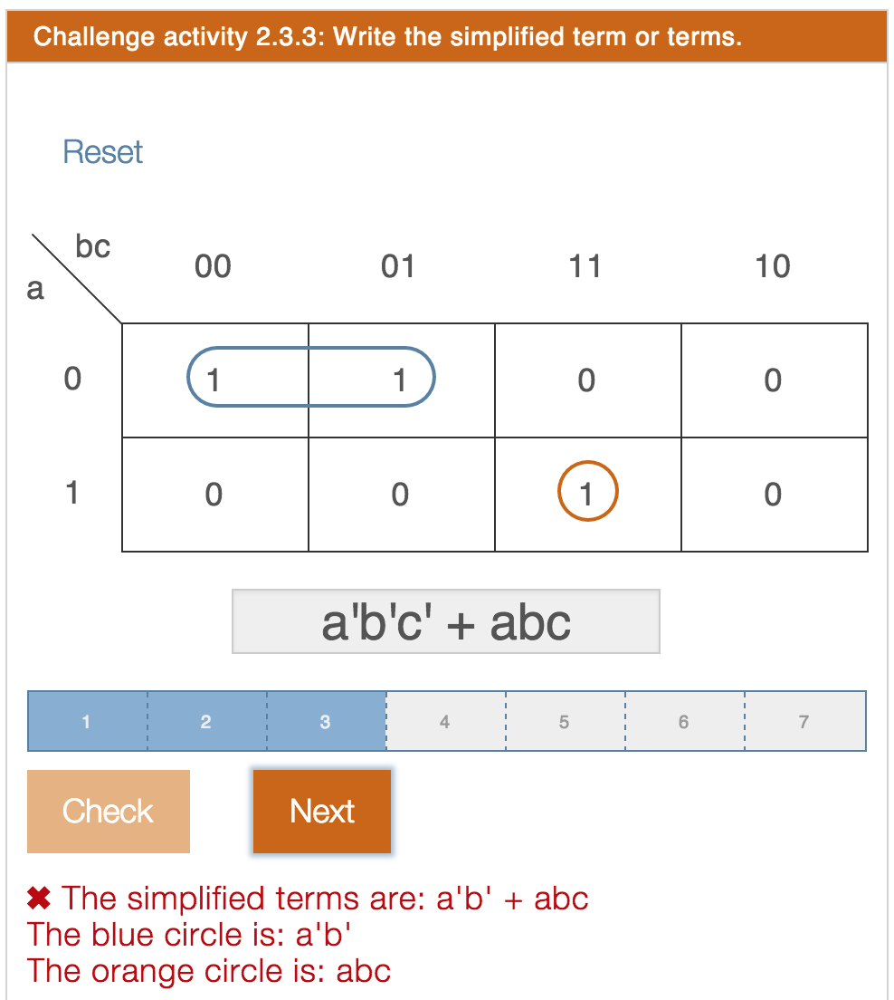 Challenge activity 2.3.3: Write the simplified term or terms.
Reset
bc
a
00 01 11 10
0 1 1 0 0
1 0 0 1 0
a'b'c' + abc
1 2 3 4 5 6 7
Check Next
✖ The simplified terms are: a'b' + abc
The blue circle is: a'b'
The orange circle is: abc